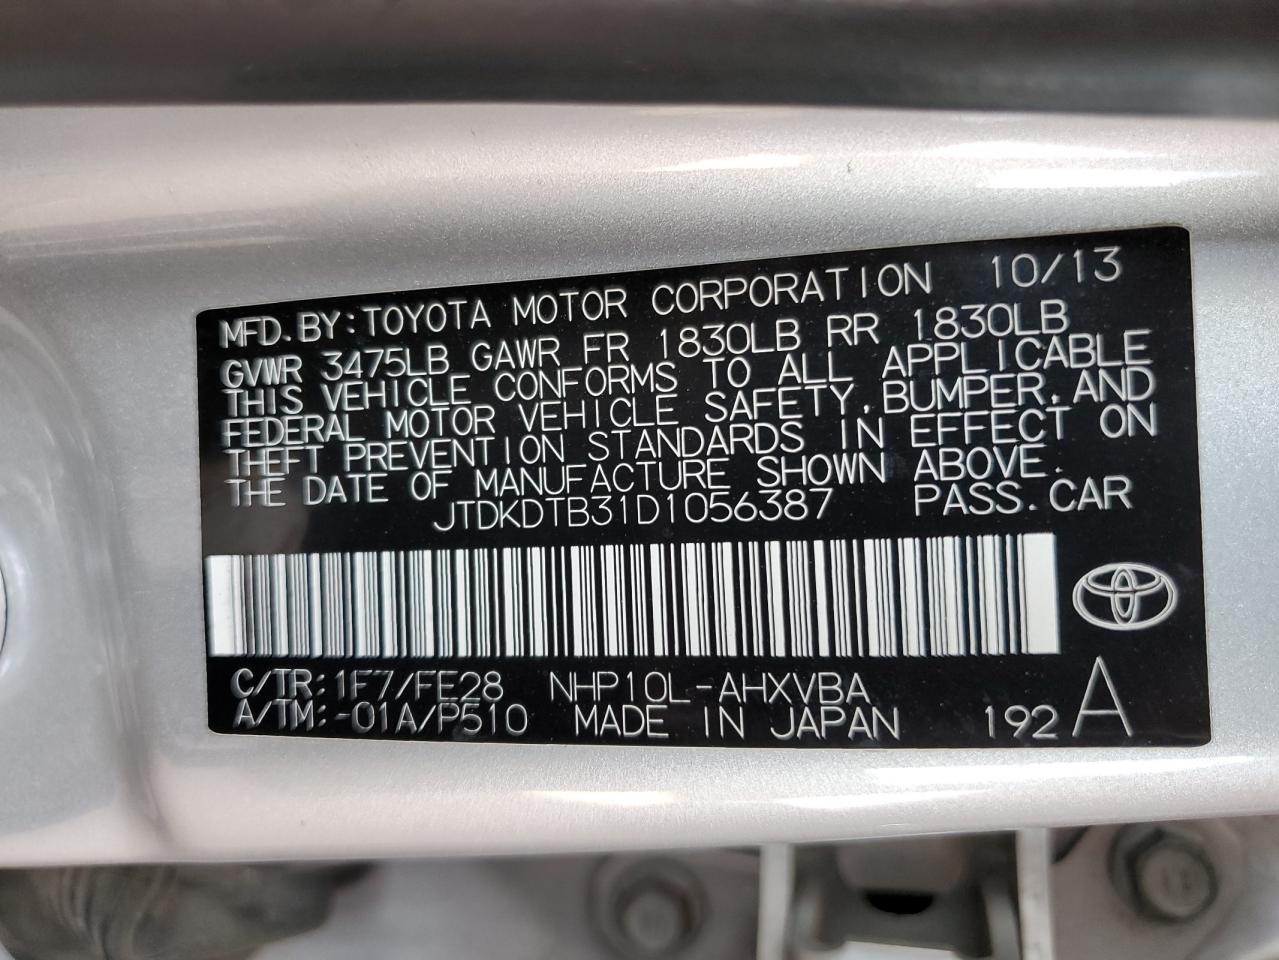 MFD. BY: TOYOTA MOTOR CORPORATION 10/13
GVWR 3475LB GAWR FR 1830LB RR 1830LB
THIS VEHICLE CONFORMS TO ALL APPLICABLE
FEDERAL MOTOR VEHICLE SAFETY, BUMPER, AND
THEFT PREVENTION STANDARDS IN EFFECT ON
THE DATE OF MANUFACTURE SHOWN ABOVE.
JTDKDTB31D1056387 PASS. CAR
C/TR: 1F7/FE28 NHP10L-AHXVBA
A/TM: -01A/P510 MADE IN JAPAN 192 A